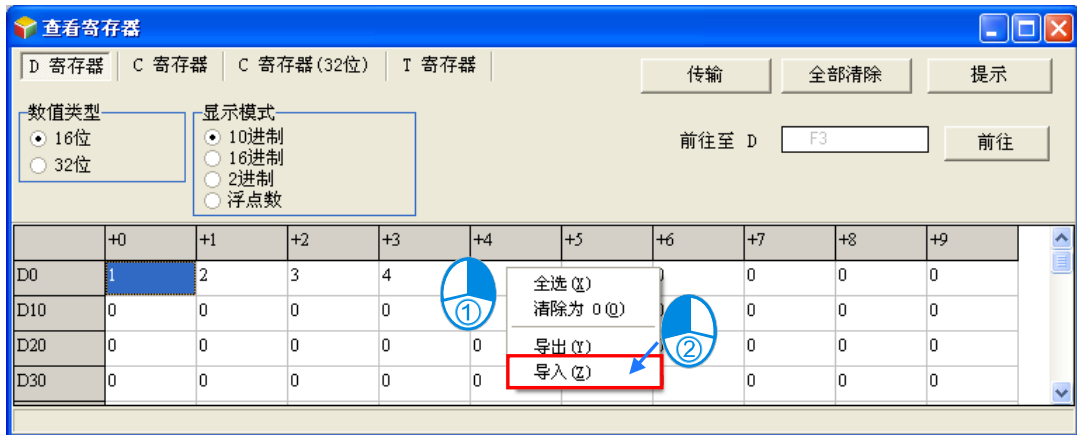 查看寄存器
D 寄存器 C 寄存器 C 寄存器(32位) T 寄存器 传输 全部清除 提示
数值类型 显示模式
16位 10进制 前往至 D F3 前往
32位 16进制
2进制
浮点数
+0 +1 +2 +3 +4 +5 +6 +7 +8 +9
D0 1 2 3 4 0 0 0
D10 0 0 0 0 0 0 0
D20 0 0 0 0 0 0 0 0
D30 0 0 0 0 0 0 0 0
全选(X)
清除为 0(0)
导出(Y)
导入(Z)
①
②